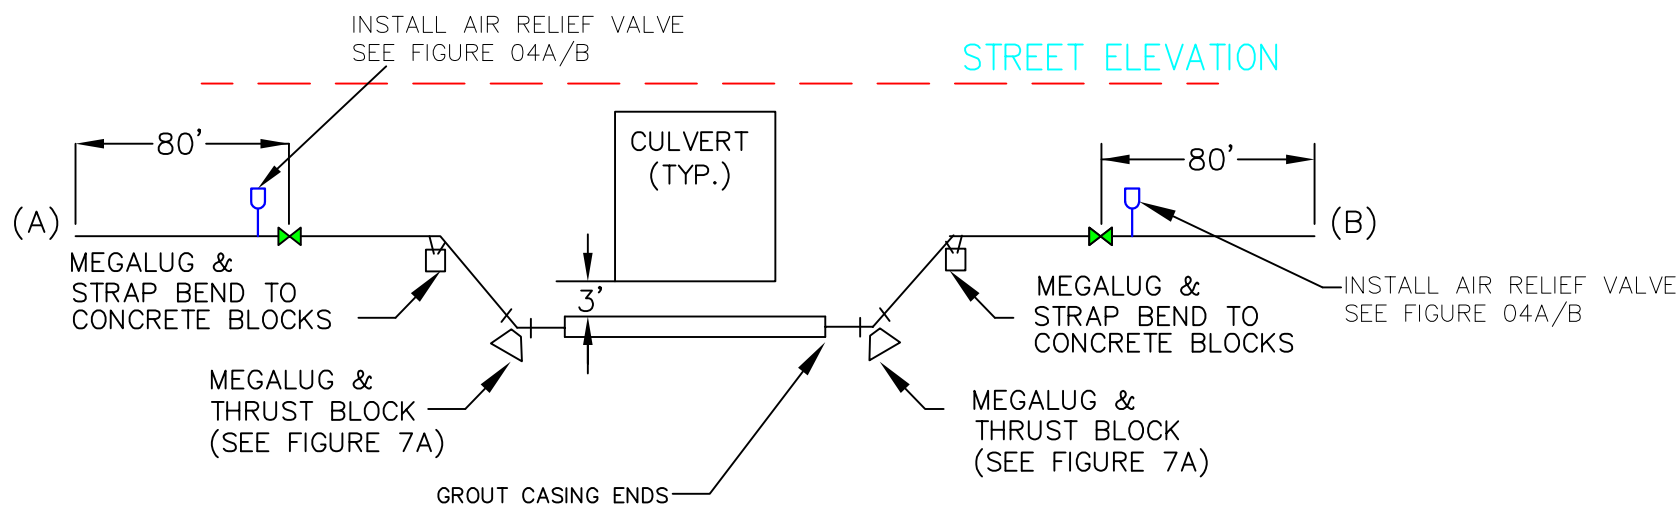 INSTALL AIR RELIEF VALVE
SEE FIGURE 04A/B
STREET ELEVATION
80'
CULVERT
(TYP.)
80'
(A)
(B)
MEGALUG &
STRAP BEND TO
CONCRETE BLOCKS
3'
MEGALUG &
STRAP BEND TO
CONCRETE BLOCKS
INSTALL AIR RELIEF VALVE
SEE FIGURE 04A/B
MEGALUG &
THRUST BLOCK
(SEE FIGURE 7A)
MEGALUG &
THRUST BLOCK
(SEE FIGURE 7A)
GROUT CASING ENDS